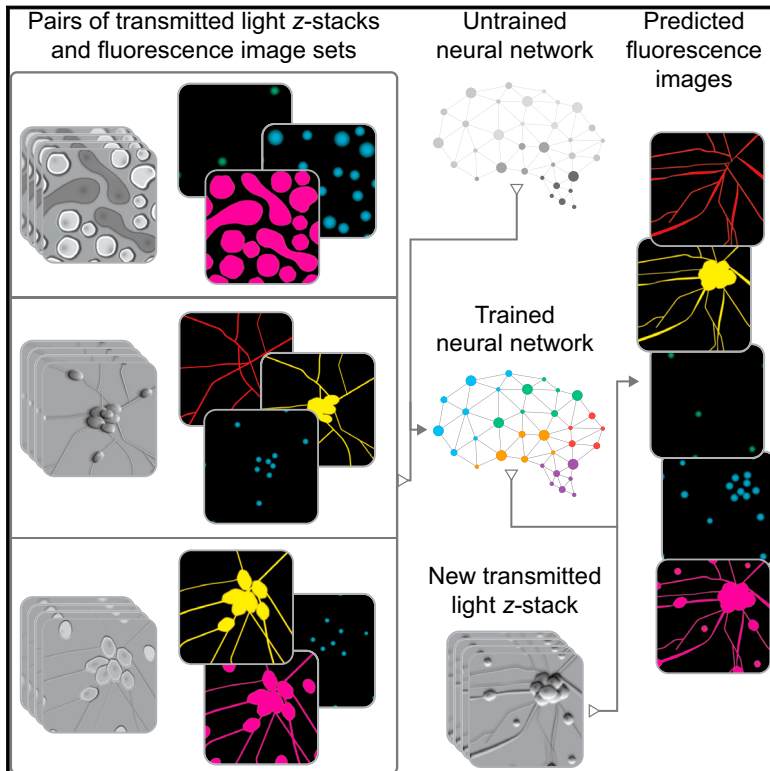 Pairs of transmitted light z-stacks
and fluorescence image sets
Untrained
neural network
Predicted
fluorescence
images
Trained
neural network
New transmitted
light z-stack